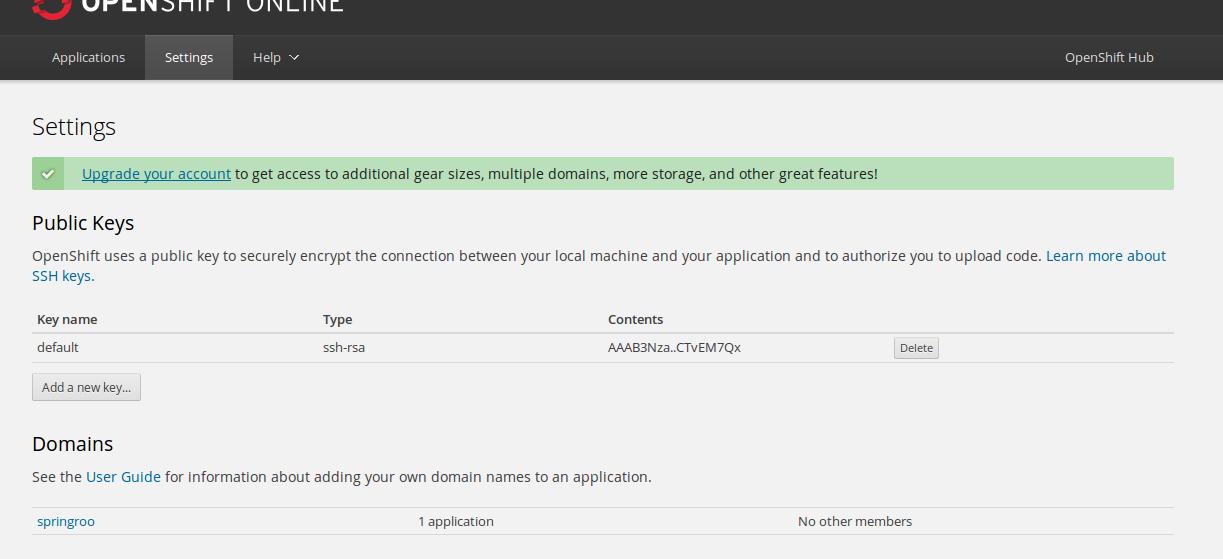 OPENSHIFT ONLINE
Applications Settings Help OpenShift Hub
Settings
Upgrade your account to get access to additional gear sizes, multiple domains, more storage, and other great features!
Public Keys
OpenShift uses a public key to securely encrypt the connection between your local machine and your application and to authorize you to upload code. Learn more about
SSH keys.
Key name Type Contents
default ssh-rsa AAAB3Nza..CTvEM7Qx Delete
Add a new key...
Domains
See the User Guide for information about adding your own domain names to an application.
springroo 1 application No other members